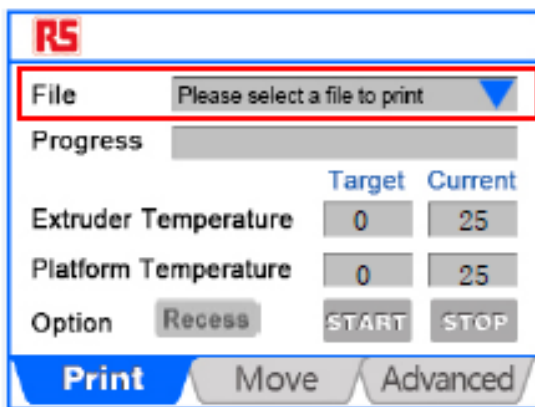 RS
File Please select a file to print
Progress
Target Current
Extruder Temperature 0 25
Platform Temperature 0 25
Option Recess START STOP
Print Move Advanced